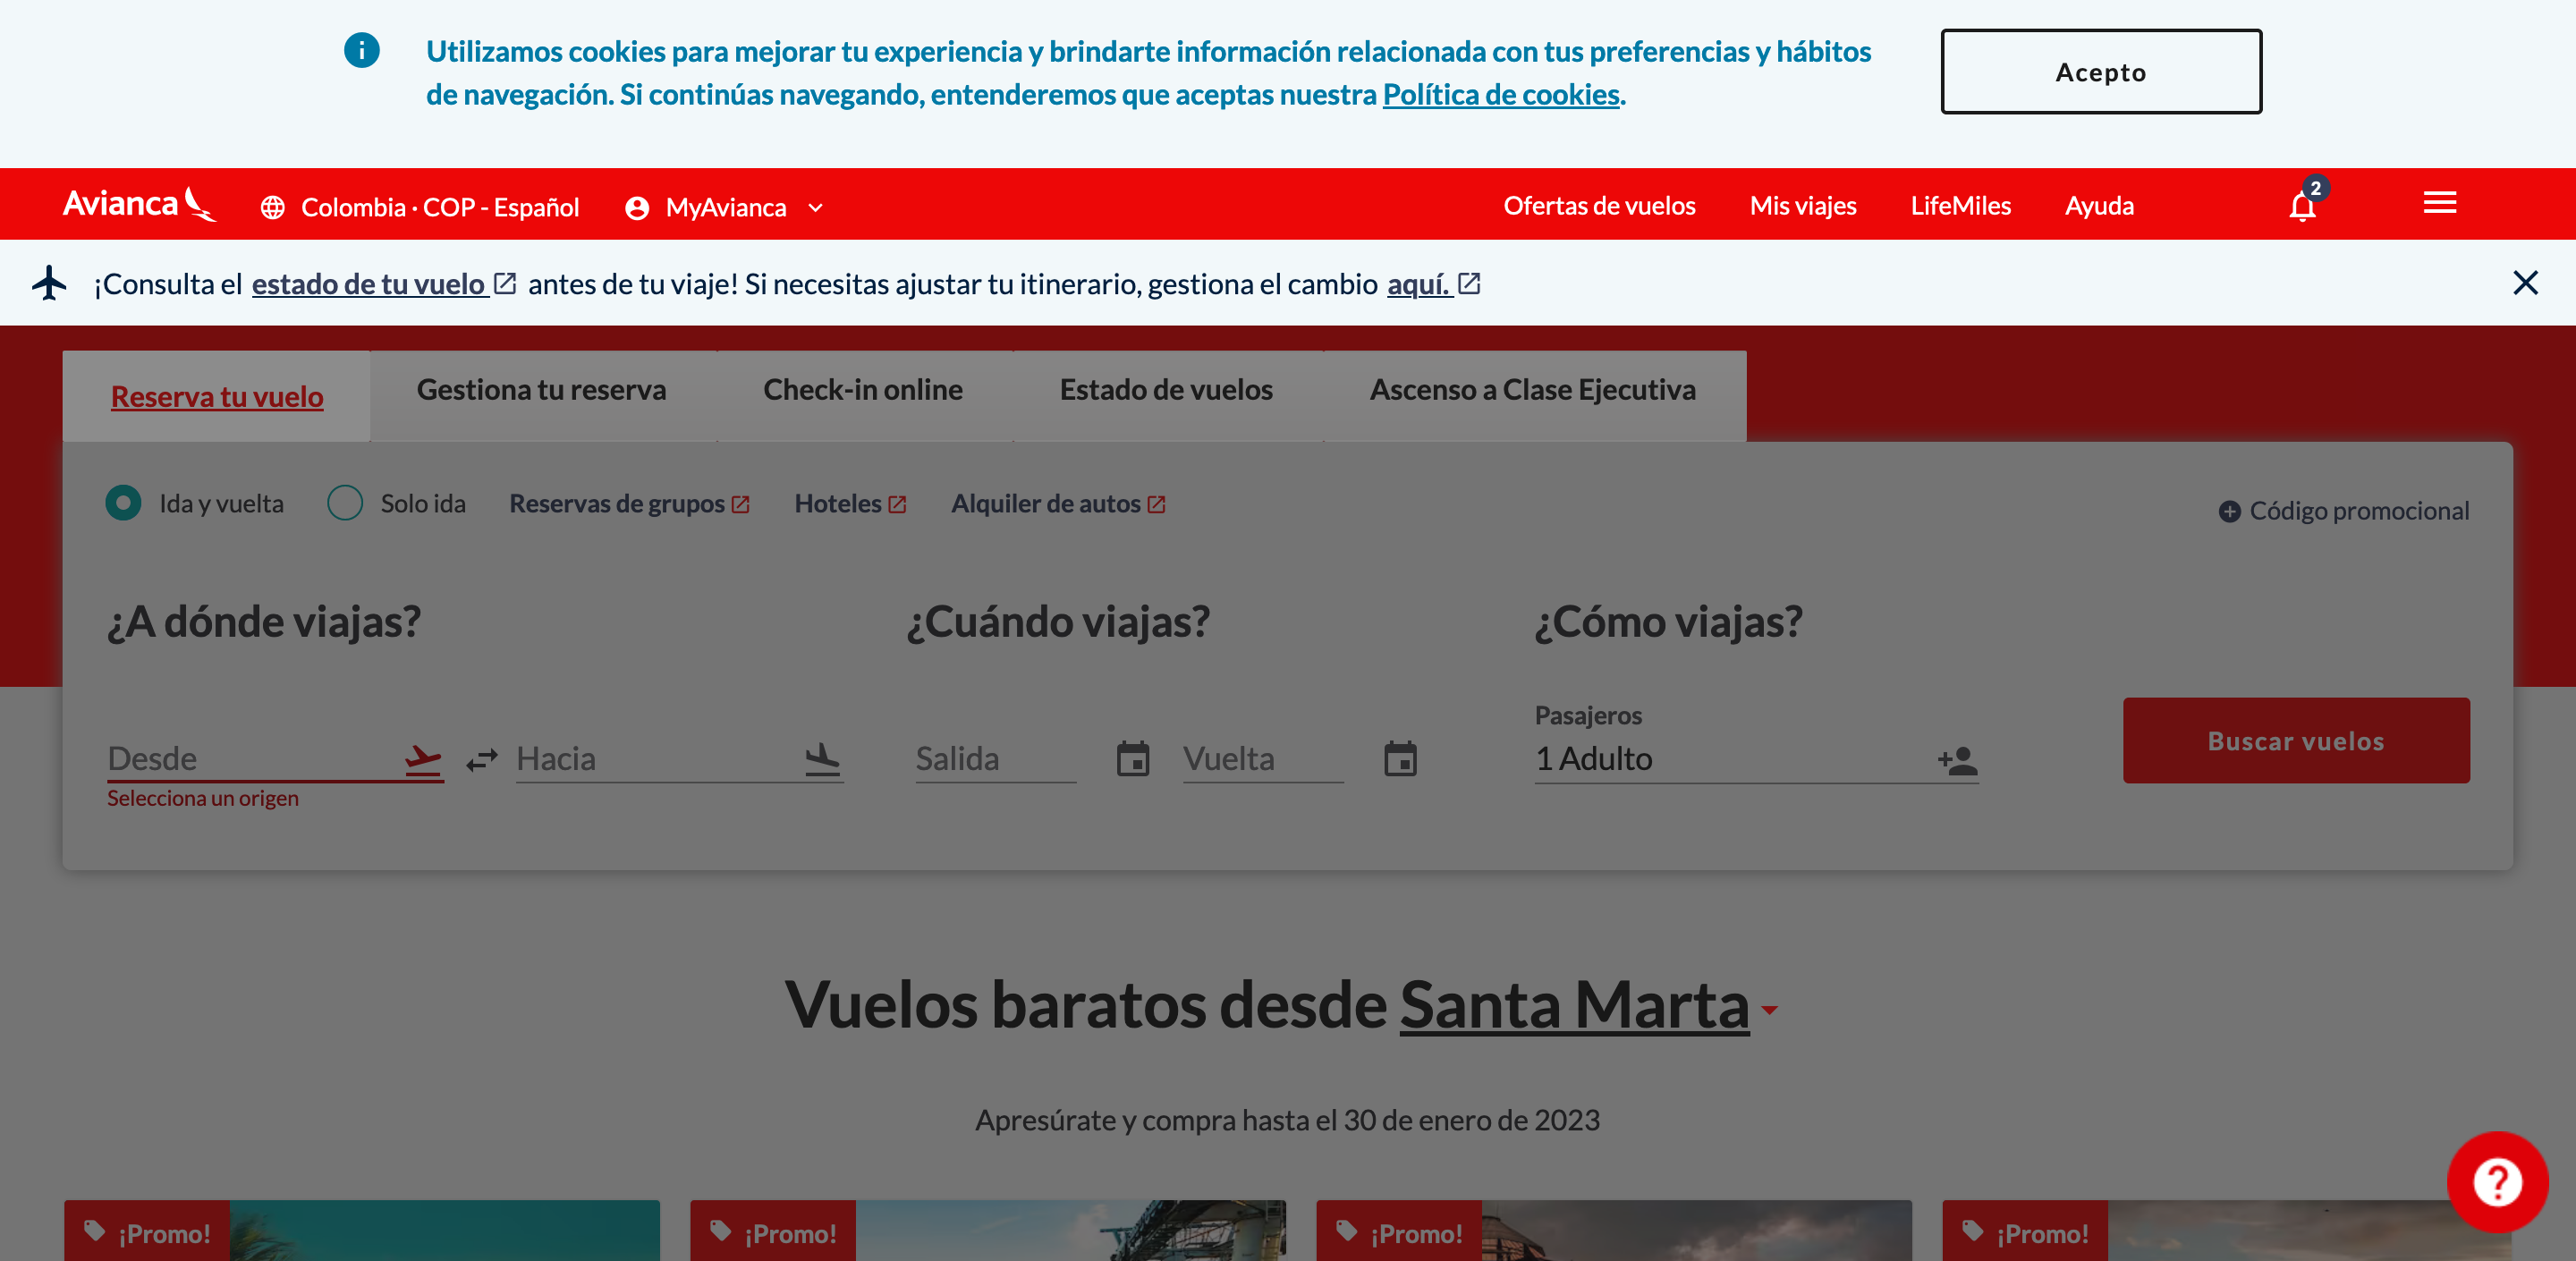 Utilizamos cookies para mejorar tu experiencia y brindarte información relacionada con tus preferencias y hábitos
de navegación. Si continúas navegando, entenderemos que aceptas nuestra Política de cookies.
Acepto
Avianca
Colombia · COP - Español
MyAvianca
Ofertas de vuelos
Mis viajes
LifeMiles
Ayuda
2
¡Consulta el estado de tu vuelo antes de tu viaje! Si necesitas ajustar tu itinerario, gestiona el cambio aquí.
Reserva tu vuelo
Gestiona tu reserva
Check-in online
Estado de vuelos
Ascenso a Clase Ejecutiva
Ida y vuelta
Solo ida
Reservas de grupos
Hoteles
Alquiler de autos
Código promocional
¿A dónde viajas?
¿Cuándo viajas?
¿Cómo viajas?
Pasajeros
Desde
Hacia
Salida
Vuelta
1 Adulto
Buscar vuelos
Selecciona un origen
Vuelos baratos desde Santa Marta
Apresúrate y compra hasta el 30 de enero de 2023
¡Promo!
¡Promo!
¡Promo!
¡Promo!